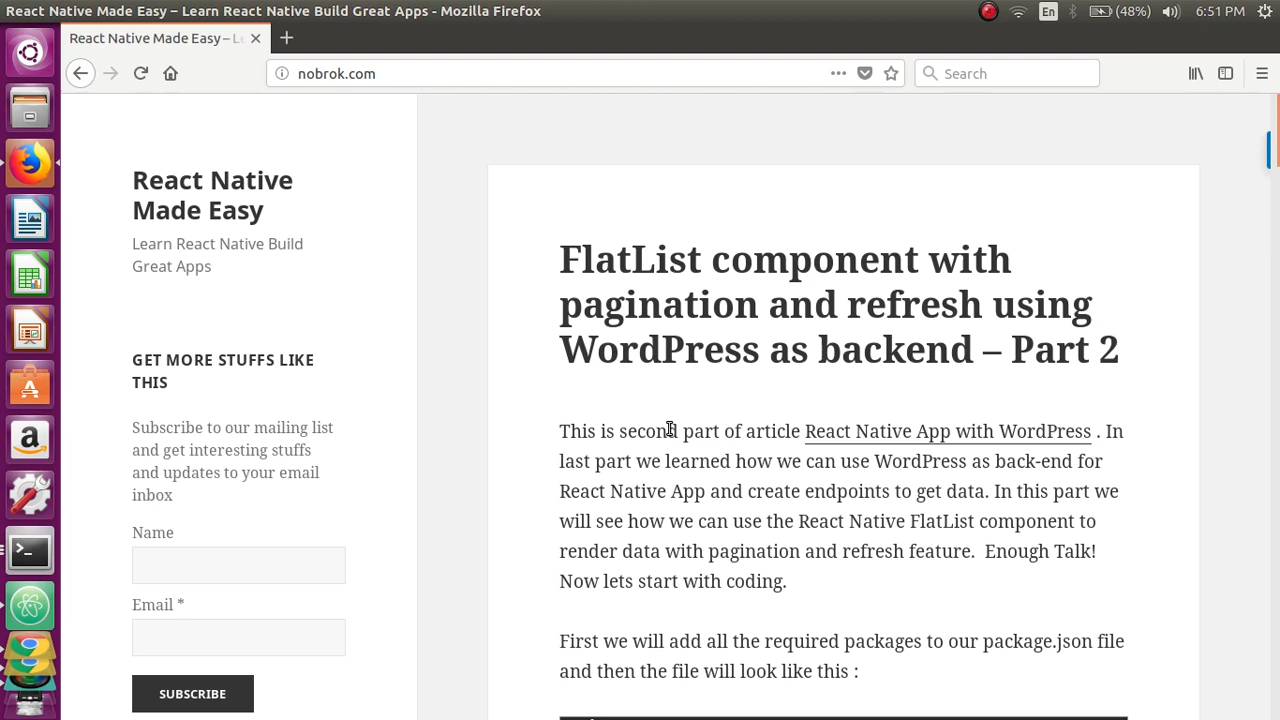 React Native Made Easy – Learn React Native Build Great Apps - Mozilla Firefox
En
(48%)
6:51 PM
React Native Made Easy – Le
nobrok.com
Search
React Native
Made Easy
Learn React Native Build
Great Apps
GET MORE STUFFS LIKE
THIS
Subscribe to our mailing list
and get interesting stuffs
and updates to your email
inbox
Name
Email *
SUBSCRIBE
FlatList component with
pagination and refresh using
WordPress as backend – Part 2
This is second part of article React Native App with WordPress . In
last part we learned how we can use WordPress as back-end for
React Native App and create endpoints to get data. In this part we
will see how we can use the React Native FlatList component to
render data with pagination and refresh feature.  Enough Talk!
Now lets start with coding.
First we will add all the required packages to our package.json file
and then the file will look like this :